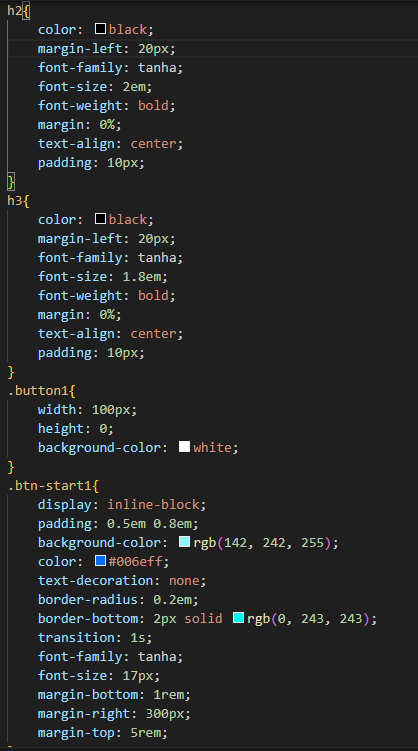 h2{
    color: black;
    margin-left: 20px;
    font-family: tanha;
    font-size: 2em;
    font-weight: bold;
    margin: 0%;
    text-align: center;
    padding: 10px;
}
h3{
    color: black;
    margin-left: 20px;
    font-family: tanha;
    font-size: 1.8em;
    font-weight: bold;
    margin: 0%;
    text-align: center;
    padding: 10px;
}
.button1{
    width: 100px;
    height: 0;
    background-color: white;
}
.btn-start1{
    display: inline-block;
    padding: 0.5em 0.8em;
    background-color: rgb(142, 242, 255);
    color: #006eff;
    text-decoration: none;
    border-radius: 0.2em;
    border-bottom: 2px solid rgb(0, 243, 243);
    transition: 1s;
    font-family: tanha;
    font-size: 17px;
    margin-bottom: 1rem;
    margin-right: 300px;
    margin-top: 5rem;